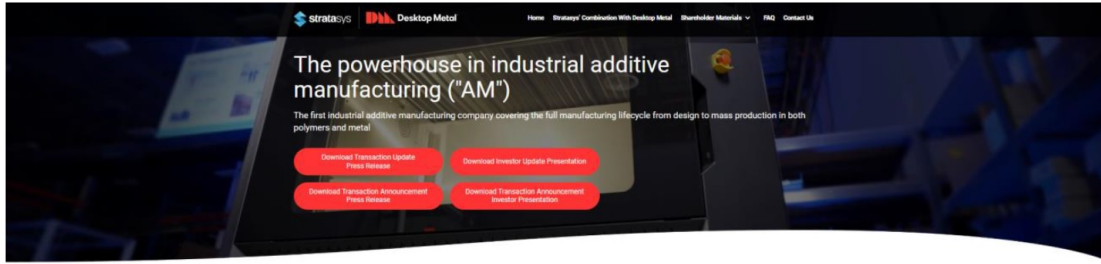 stratasys
Desktop Metal
Home Stratasys' Combination With Desktop Metal Shareholder Materials FAQ Contact Us
The powerhouse in industrial additive
manufacturing ("AM")
The first industrial additive manufacturing company covering the full manufacturing lifecycle from design to mass production in both
polymers and metal
Download Transaction Update
Press Release
Download Investor Update Presentation
Download Transaction Announcement
Press Release
Download Transaction Announcement
Investor Presentation